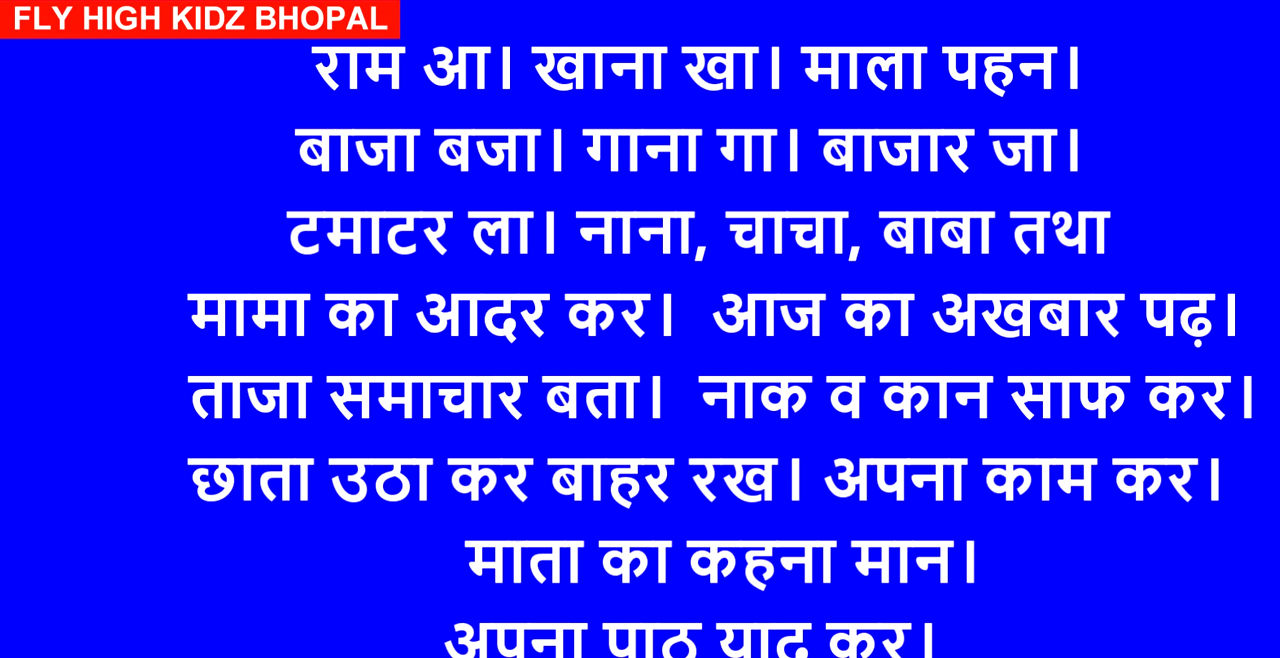 FLY HIGH KIDZ BHOPAL
राम आ। खाना खा। माला पहन।
बाजा बजा। गाना गा। बाजार जा।
टमाटर ला। नाना, चाचा, बाबा तथा
मामा का आदर कर। आज का अखबार पढ़।
ताजा समाचार बता। नाक व कान साफ कर।
छाता उठा कर बाहर रख। अपना काम कर।
माता का कहना मान।
अपना पाठ याद कर।